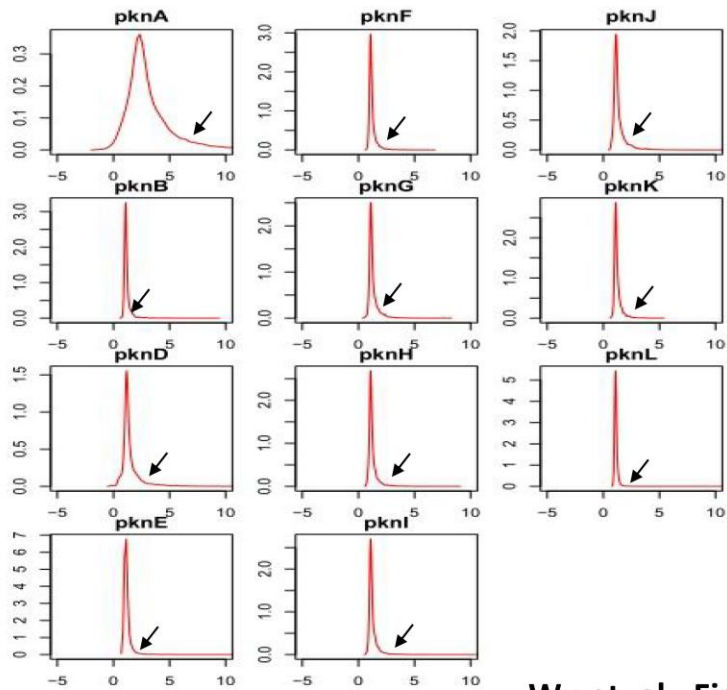 pknA pknF pknJ
0.0 0.1 0.2 0.3
0.0 1.0 2.0 3.0
0.0 0.5 1.0 1.5 2.0
−5 0 5 10 −5 0 5 10 −5 0 5 10
pknB pknG pknK
0.0 1.0 2.0 3.0
0.0 1.0 2.0
0.0 1.0 2.0
−5 0 5 10 −5 0 5 10 −5 0 5 10
pknD pknH pknL
0.0 0.5 1.0 1.5
0.0 1.0 2.0
0 1 2 3 4 5
−5 0 5 10 −5 0 5 10 −5 0 5 10
pknE pknI
0 1 2 3 4 5 6 7
0.0 1.0 2.0
−5 0 5 10 −5 0 5 10